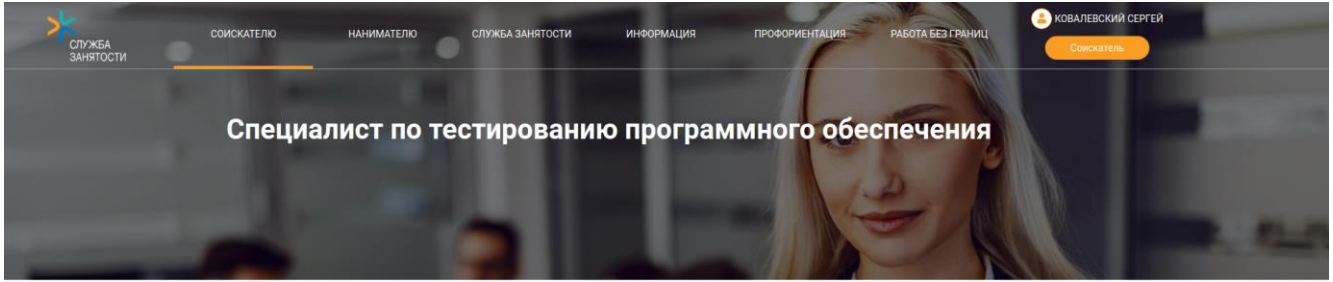 СЛУЖБА
ЗАНЯТОСТИ
СОИСКАТЕЛЮ
НАНИМАТЕЛЮ
СЛУЖБА ЗАНЯТОСТИ
ИНФОРМАЦИЯ
ПРОФОРИЕНТАЦИЯ
РАБОТА БЕЗ ГРАНИЦ
КОВАЛЕВСКИЙ СЕРГЕЙ
Соискатель
Специалист по тестированию программного обеспечения